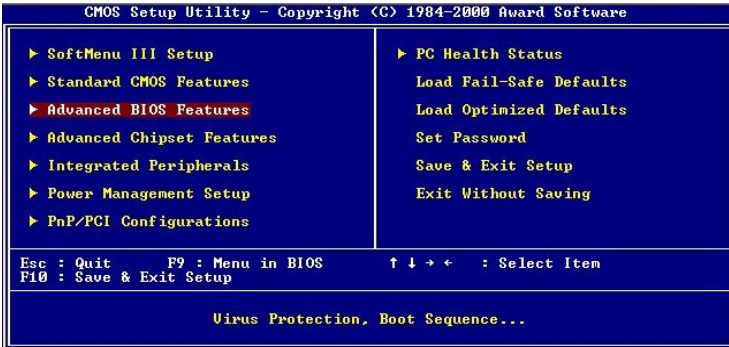 CMOS Setup Utility - Copyright (C) 1984-2000 Award Software
SoftMenu III Setup
Standard CMOS Features
Advanced BIOS Features
Advanced Chipset Features
Integrated Peripherals
Power Management Setup
PnP/PCI Configurations
PC Health Status
Load Fail-Safe Defaults
Load Optimized Defaults
Set Password
Save & Exit Setup
Exit Without Saving
Esc : Quit F9 : Menu in BIOS ↑ ↓ → ← : Select Item
F10 : Save & Exit Setup
Virus Protection, Boot Sequence...